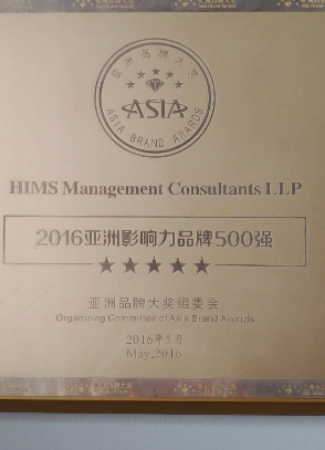 亚洲品牌大奖
ASIA
ASIA BRAND AWARDS
HIMS Management Consultants LLP
2016亚洲影响力品牌500强
亚洲品牌大奖组委会
Organizing Committee of Asia Brand Awards
2016年5月
May,2016